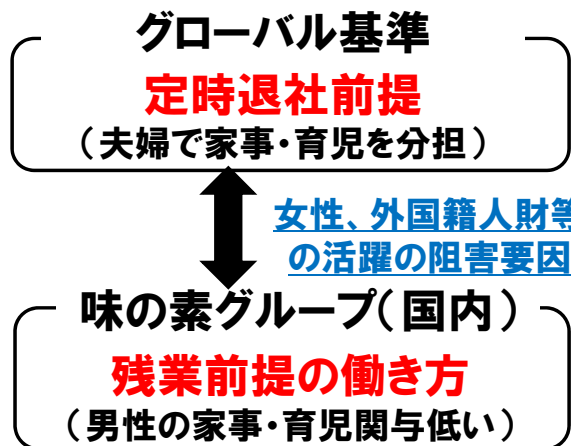 グローバル基準
定時退社前提
（夫婦で家事・育児を分担）
女性、外国籍人財等
の活躍の阻害要因
味の素グループ（国内）
残業前提の働き方
（男性の家事・育児関与低い）